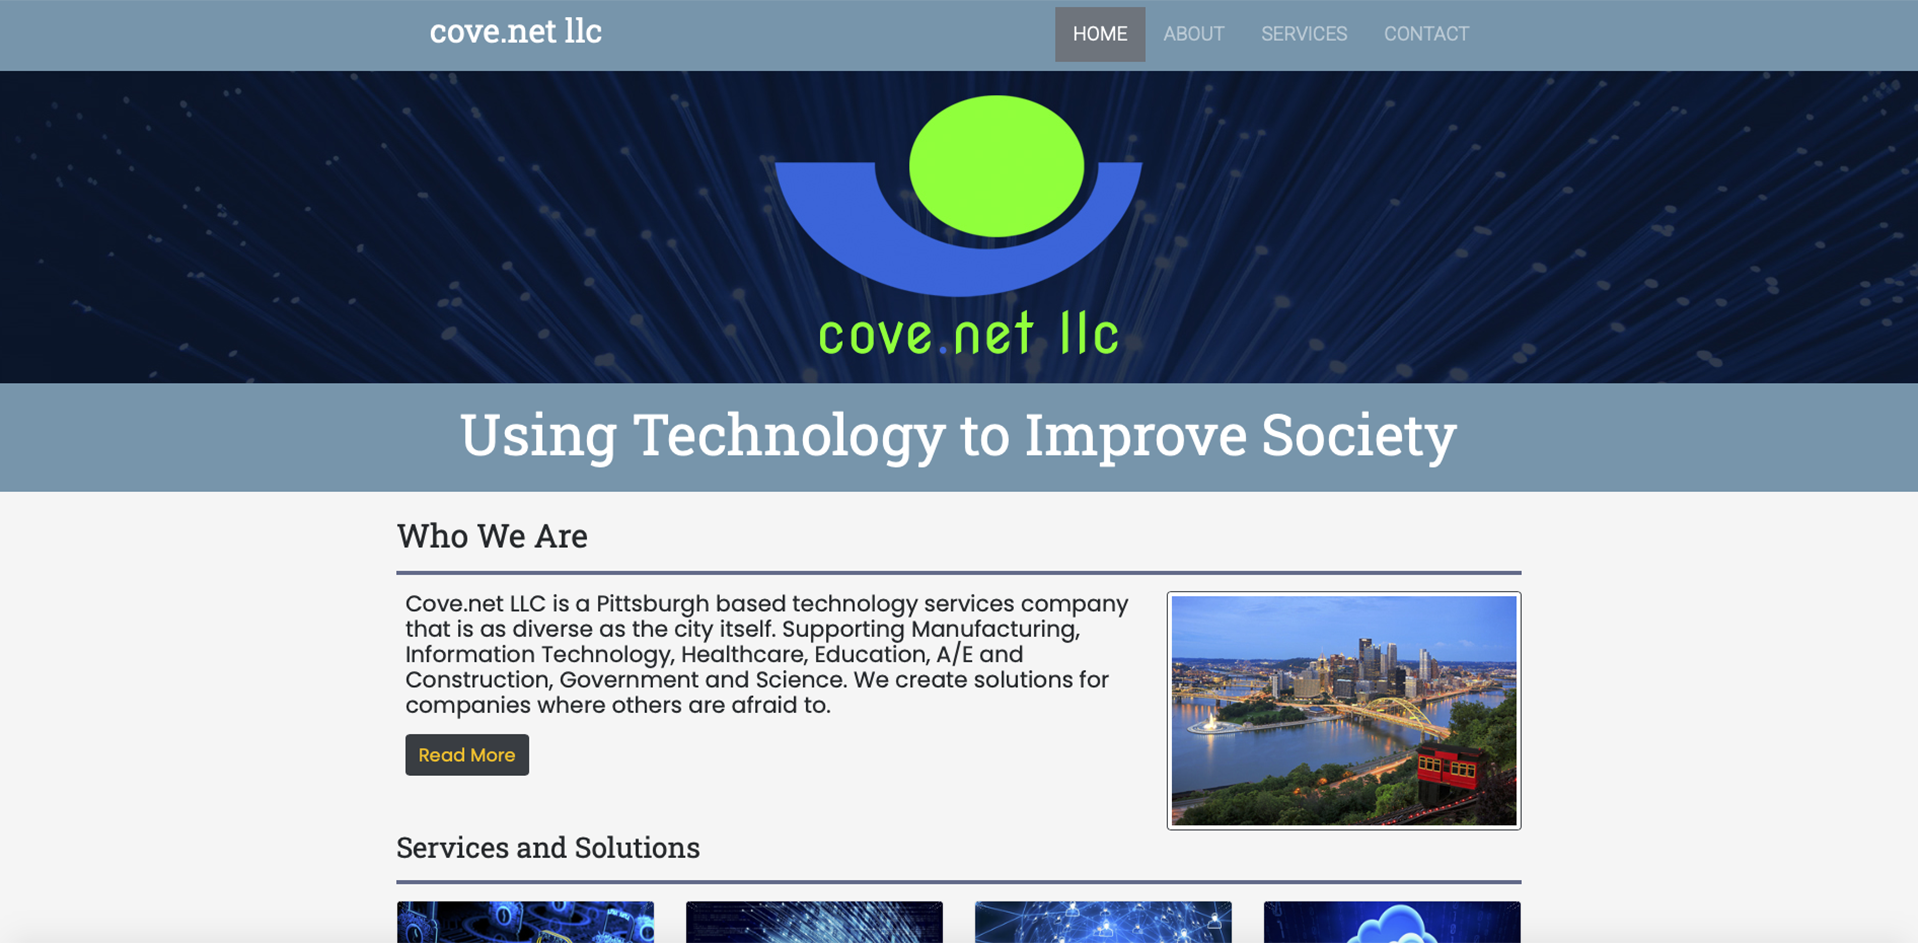 cove.net llc
HOME ABOUT SERVICES CONTACT
cove.net llc
Using Technology to Improve Society
Who We Are
Cove.net LLC is a Pittsburgh based technology services company
that is as diverse as the city itself. Supporting Manufacturing,
Information Technology, Healthcare, Education, A/E and
Construction, Government and Science. We create solutions for
companies where others are afraid to.
Read More
Services and Solutions